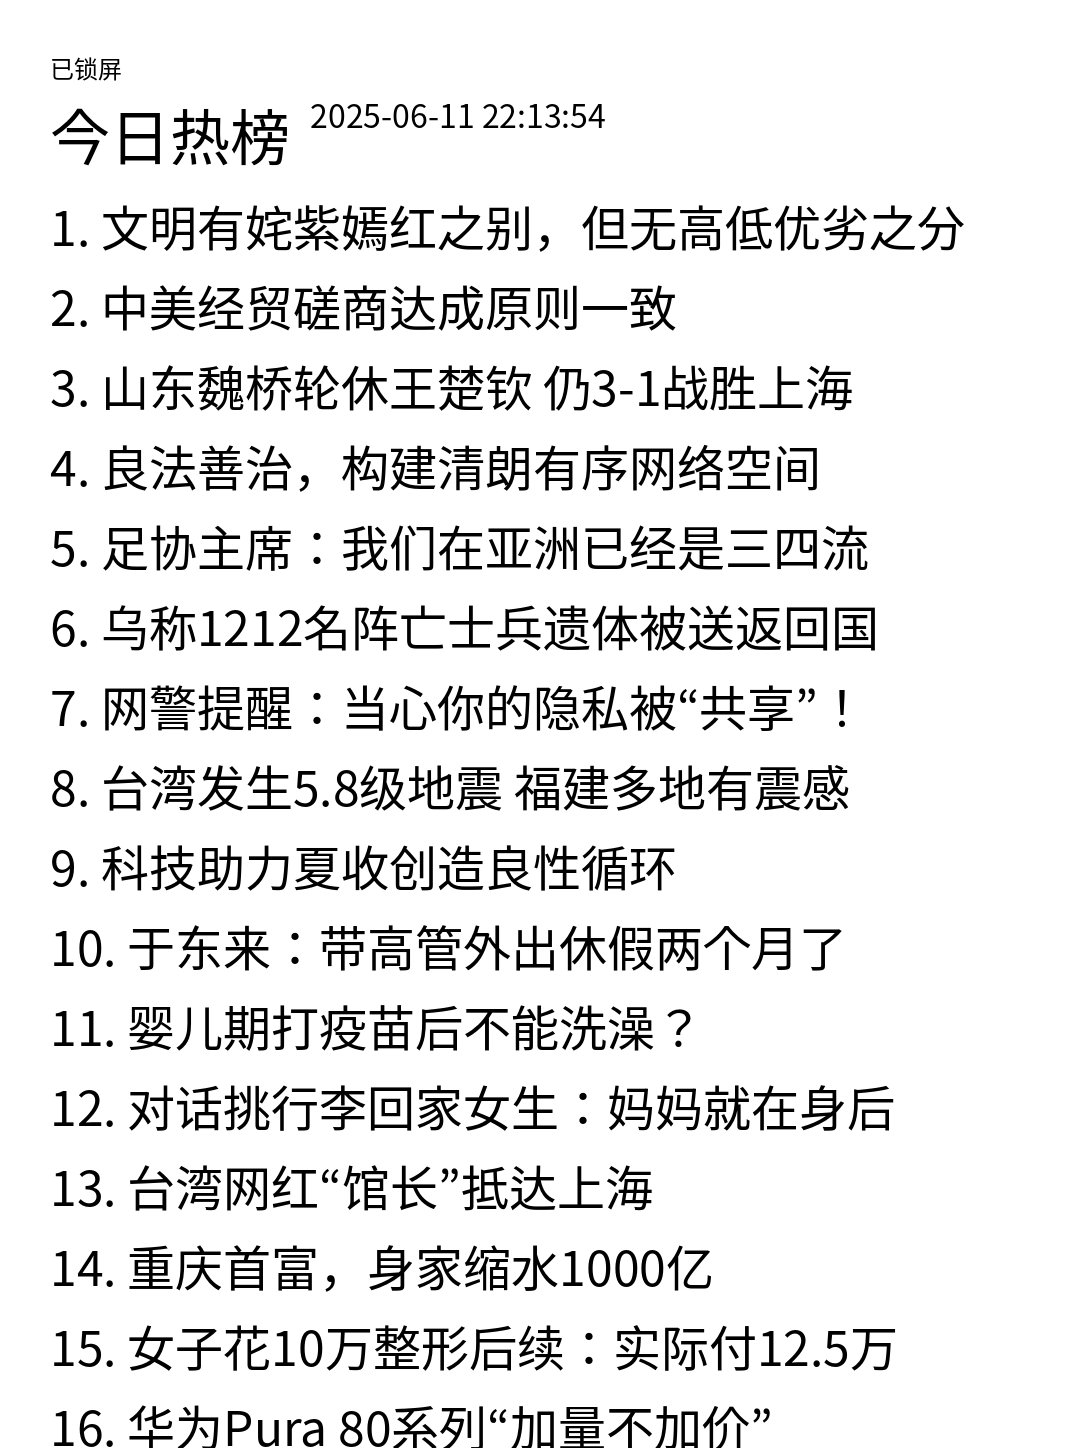 已锁屏
今日热榜 2025-06-11 22:13:54
1. 文明有姹紫嫣红之别，但无高低优劣之分
2. 中美经贸磋商达成原则一致
3. 山东魏桥轮休王楚钦 仍3-1战胜上海
4. 良法善治，构建清朗有序网络空间
5. 足协主席：我们在亚洲已经是三四流
6. 乌称1212名阵亡士兵遗体被送返回国
7. 网警提醒：当心你的隐私被“共享”！
8. 台湾发生5.8级地震 福建多地有震感
9. 科技助力夏收创造良性循环
10. 于东来：带高管外出休假两个月了
11. 婴儿期打疫苗后不能洗澡？
12. 对话挑行李回家女生：妈妈就在身后
13. 台湾网红“馆长”抵达上海
14. 重庆首富，身家缩水1000亿
15. 女子花10万整形后续：实际付12.5万
16. 华为Pura 80系列“加量不加价”